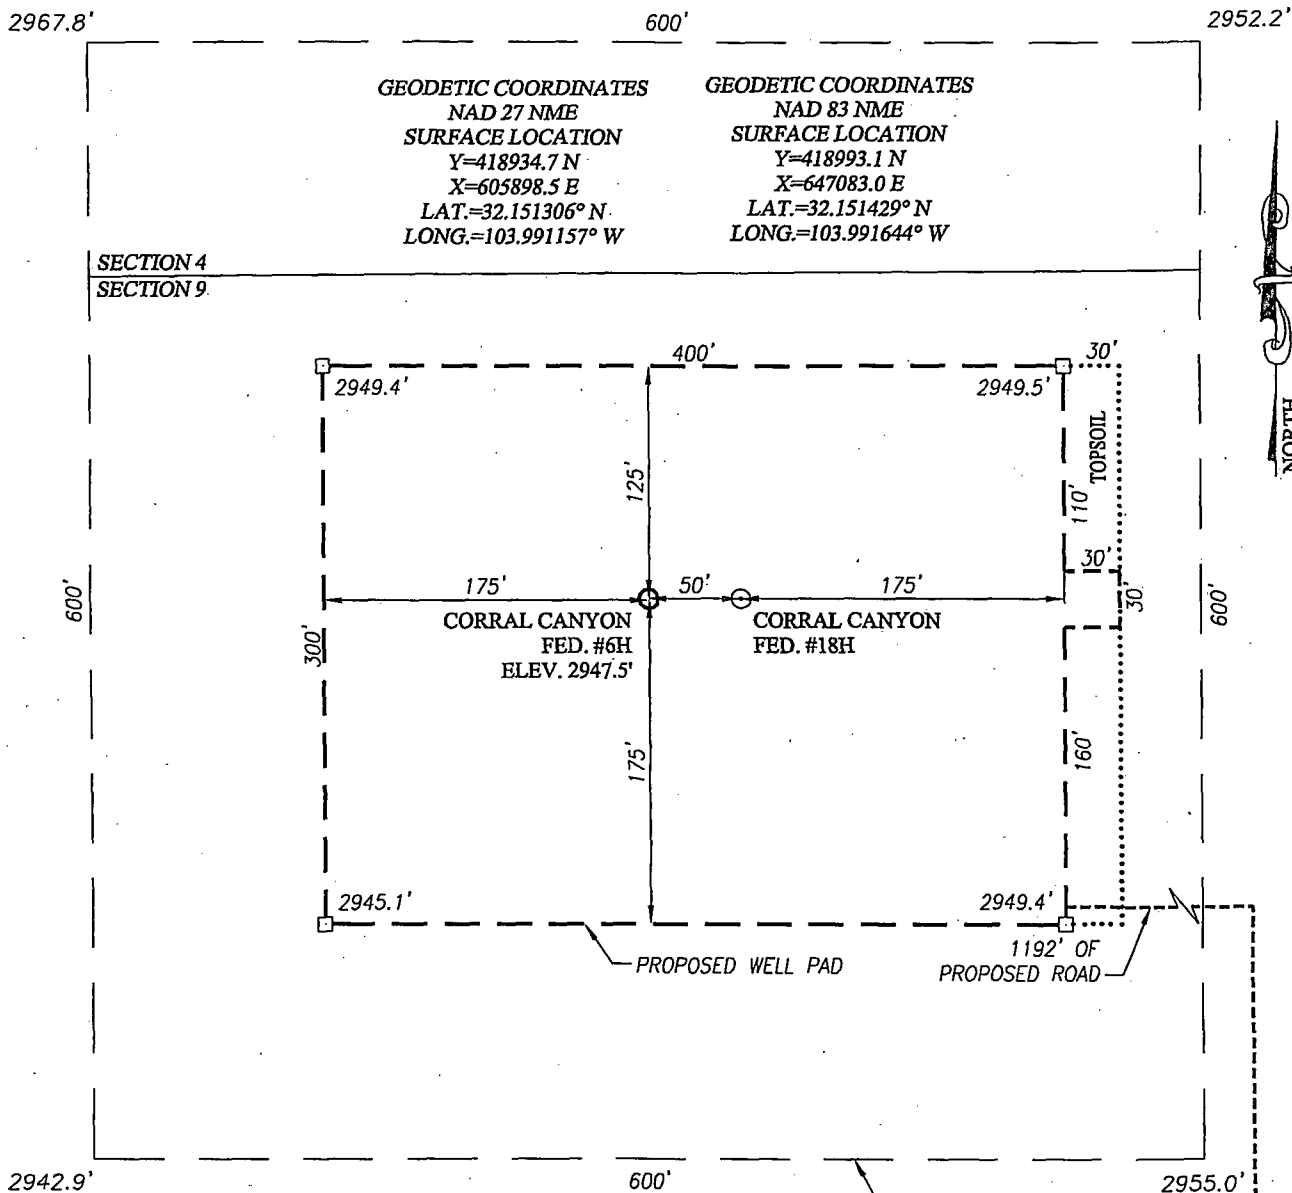 2967.8'
600'
2952.2'
GEODETIC COORDINATES
NAD 27 NME
SURFACE LOCATION
Y=418934.7 N
X=605898.5 E
LAT.=32.151306° N
LONG.=103.991157° W
GEODETIC COORDINATES
NAD 83 NME
SURFACE LOCATION
Y=418993.1 N
X=647083.0 E
LAT.=32.151429° N
LONG.=103.991644° W
NORTH
SECTION 4
SECTION 9
400'
30'
2949.4'
2949.5'
TOPSOIL
125'
110'
30'
30'
175'
50'
175'
600'
300'
600'
CORRAL CANYON
FED. #6H
ELEV. 2947.5'
CORRAL CANYON
FED. #18H
175'
160'
2945.1'
2949.4'
PROPOSED WELL PAD
1192' OF
PROPOSED ROAD
2942.9'
600'
2955.0'